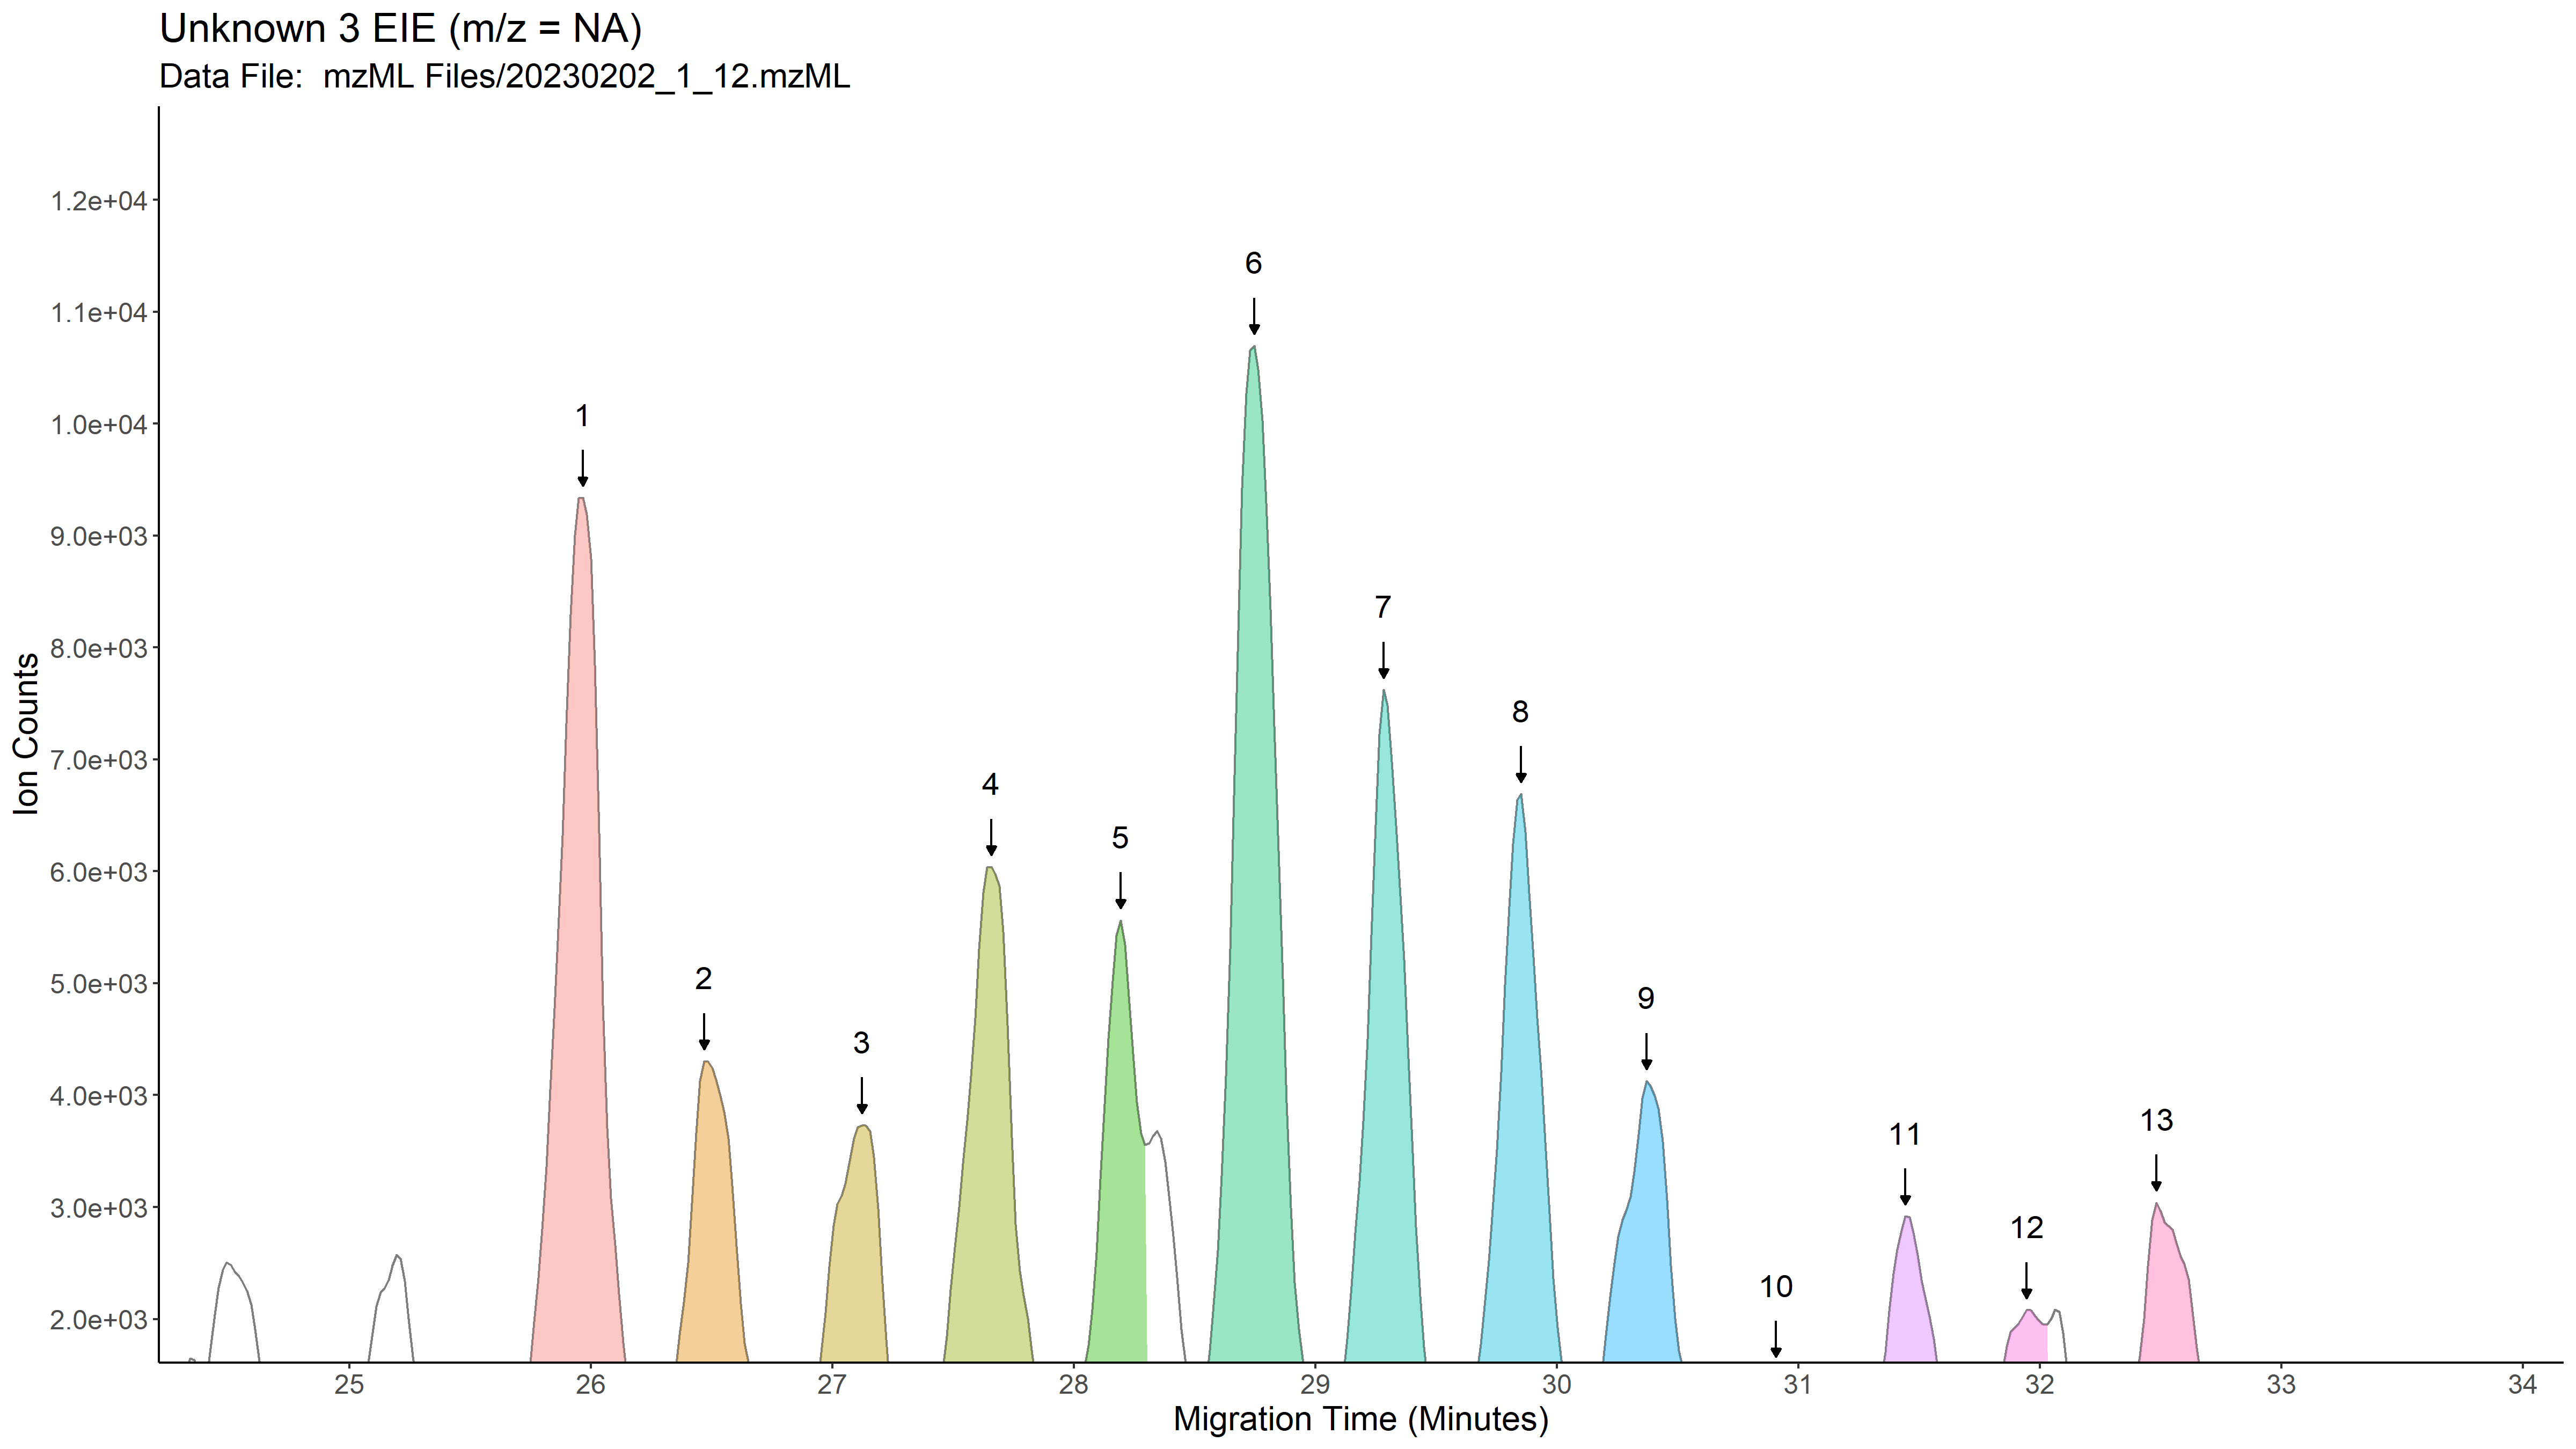 Unknown 3 EIE (m/z = NA)
Data File:  mzML Files/20230202_1_12.mzML
1.2e+04
1.1e+04
1.0e+04
9.0e+03
8.0e+03
7.0e+03
6.0e+03
5.0e+03
4.0e+03
3.0e+03
2.0e+03
Ion Counts
1
2
3
4
5
6
7
8
9
10
11
12
13
25 26 27 28 29 30 31 32 33 34
Migration Time (Minutes)